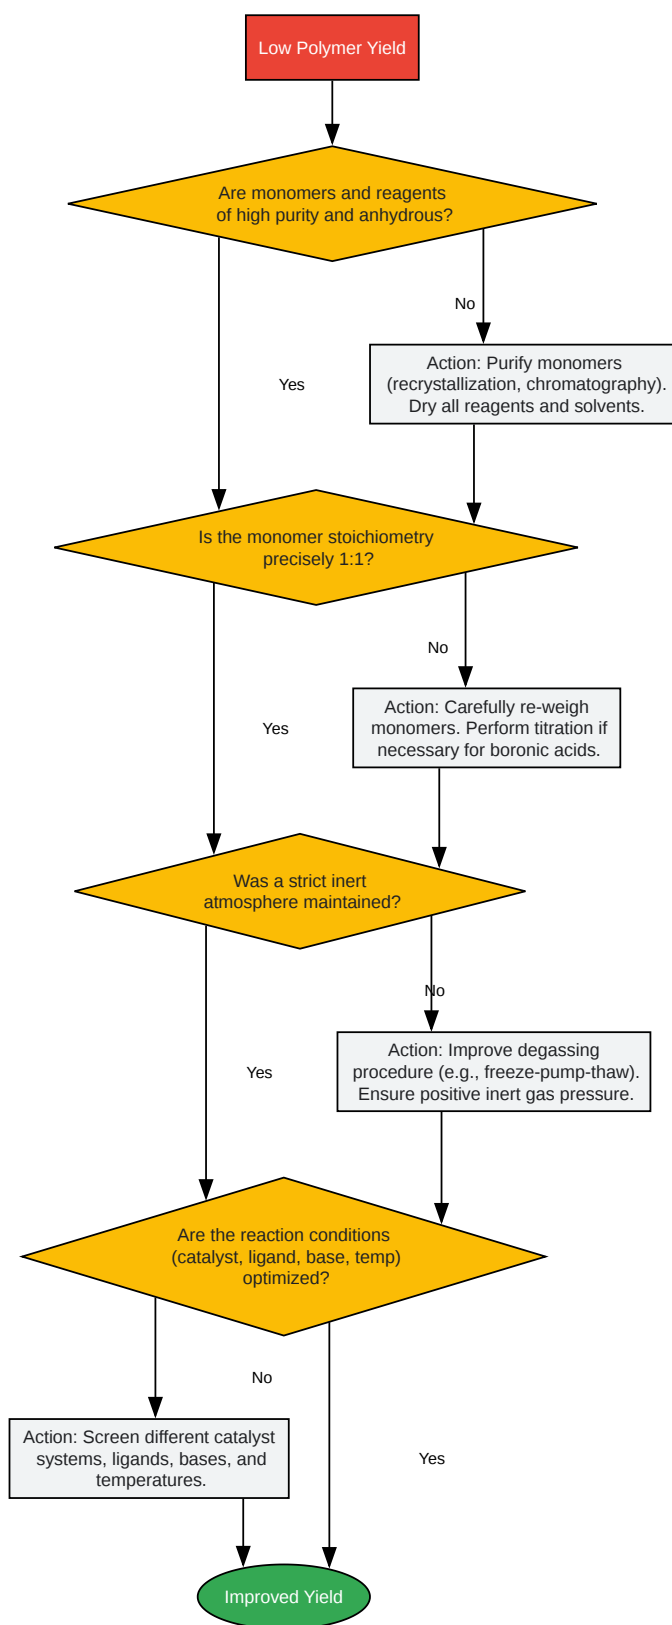 Low Polymer Yield
Are monomers and reagents
of high purity and anhydrous?
No
Action: Purify monomers
(recrystallization, chromatography).
Dry all reagents and solvents.
Yes
Is the monomer stoichiometry
precisely 1:1?
No
Action: Carefully re-weigh
monomers. Perform titration if
necessary for boronic acids.
Yes
Was a strict inert
atmosphere maintained?
No
Action: Improve degassing
procedure (e.g., freeze-pump-thaw).
Ensure positive inert gas pressure.
Yes
Are the reaction conditions
(catalyst, ligand, base, temp)
optimized?
No
Action: Screen different catalyst
systems, ligands, bases, and
temperatures.
Yes
Improved Yield